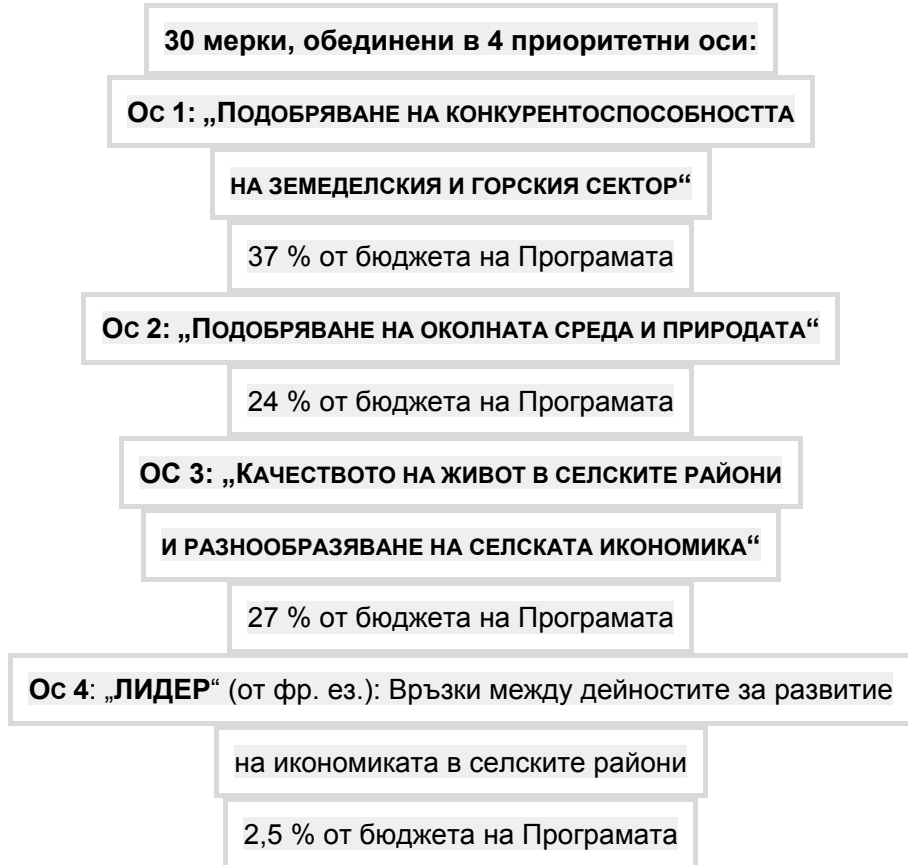 30 мерки, обединени в 4 приоритетни оси:
Ос 1: „Подобряване на конкурентоспособността
на земеделския и горския сектор“
37 % от бюджета на Програмата
Ос 2: „Подобряване на околната среда и природата“
24 % от бюджета на Програмата
ОС 3: „Качеството на живот в селските райони
и разнообразяване на селската икономика“
27 % от бюджета на Програмата
Ос 4: „ЛИДЕР“ (от фр. ез.): Връзки между дейностите за развитие
на икономиката в селските райони
2,5 % от бюджета на Програмата